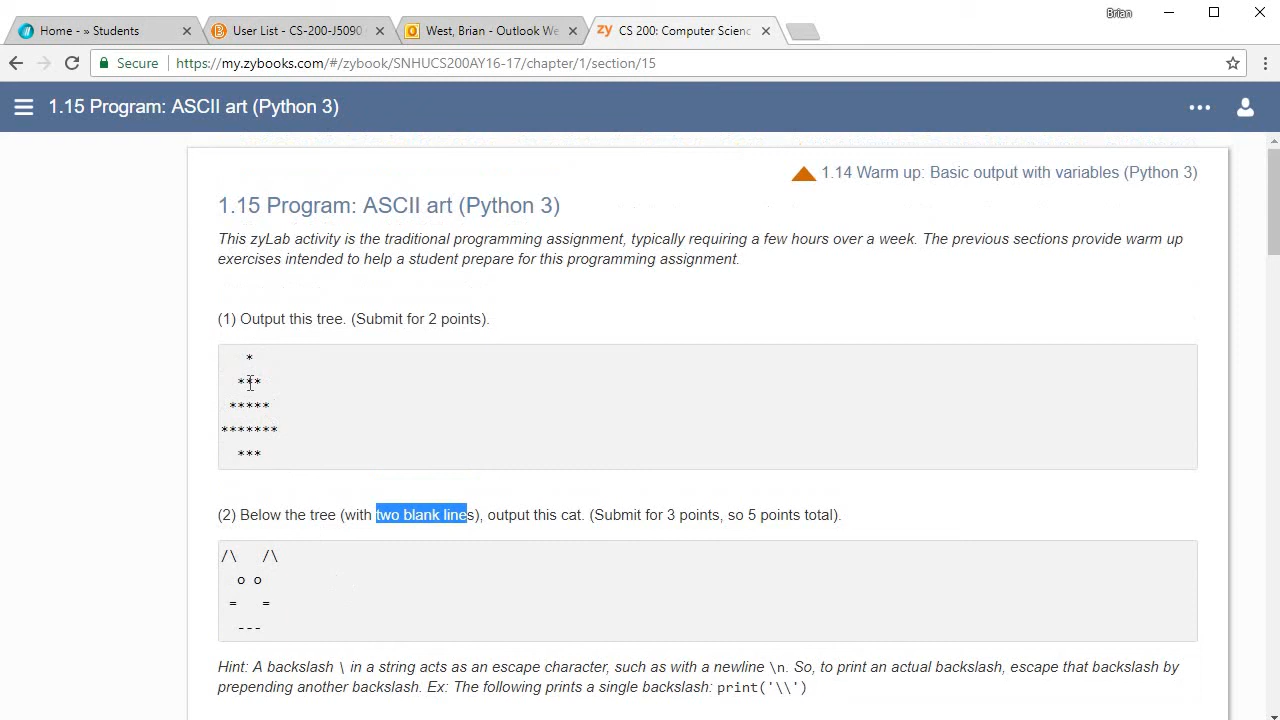 Brian
Home - » Students
User List - CS-200-J5090
West, Brian - Outlook We
zy CS 200: Computer Scienc
Secure
https://my.zybooks.com/#/zybook/SNHUCS200AY16-17/chapter/1/section/15
1.15 Program: ASCII art (Python 3)
1.14 Warm up: Basic output with variables (Python 3)
1.15 Program: ASCII art (Python 3)
This zyLab activity is the traditional programming assignment, typically requiring a few hours over a week. The previous sections provide warm up
exercises intended to help a student prepare for this programming assignment.
(1) Output this tree. (Submit for 2 points).
   *
  ***
 *****
*******
  ***
(2) Below the tree (with two blank lines), output this cat. (Submit for 3 points, so 5 points total).
/\   /\
  o o
 =   =
  ---
Hint: A backslash \ in a string acts as an escape character, such as with a newline \n. So, to print an actual backslash, escape that backslash by
prepending another backslash. Ex: The following prints a single backslash: print('\\')